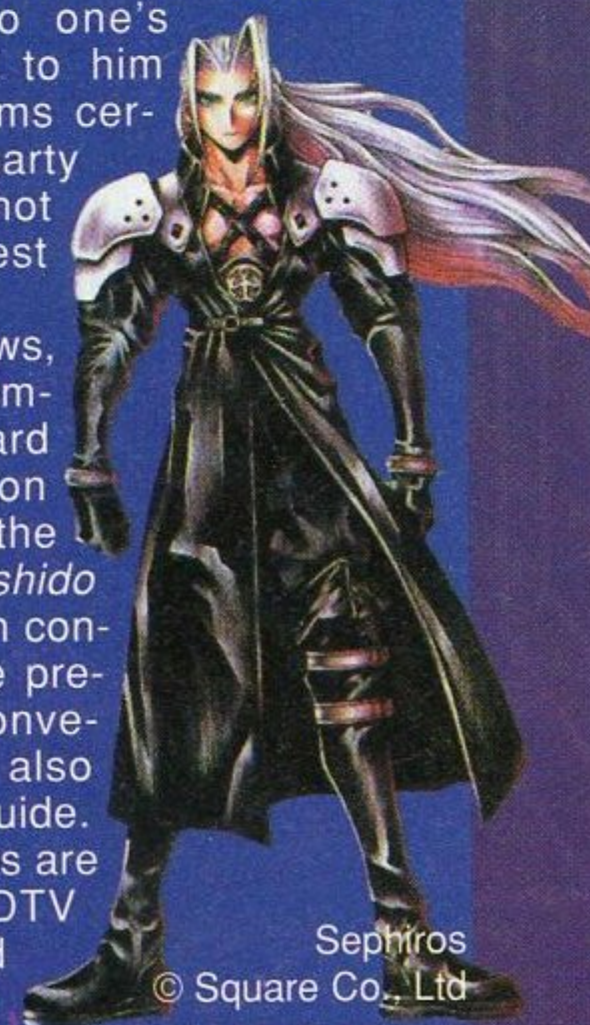 o one's
to him
ms cer-
arty
not
est
ws,
m-
ard
on
the
shido
n con-
e pre-
onve-
also
uide.
s are
DTV
d
Sephiros
© Square Co., Ltd